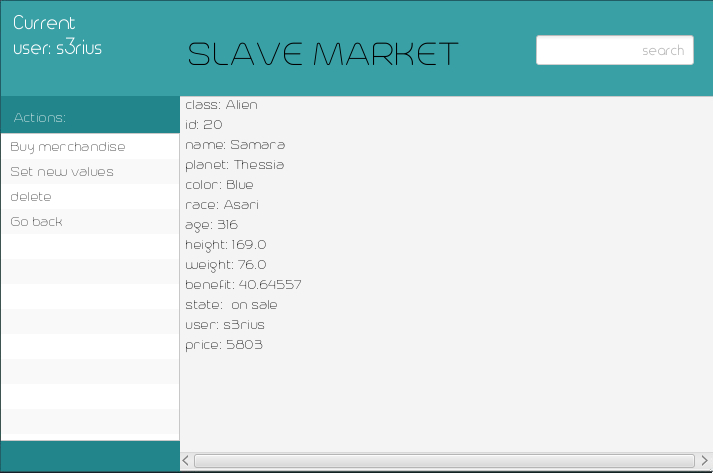 Current
user: s3rius
SLAVE MARKET
search
Actions:
Buy merchandise
Set new values
delete
Go back
class: Alien
id: 20
name: Samara
planet: Thessia
color: Blue
race: Asari
age: 316
height: 169.0
weight: 76.0
benefit: 40.64557
state:  on sale
user: s3rius
price: 5803